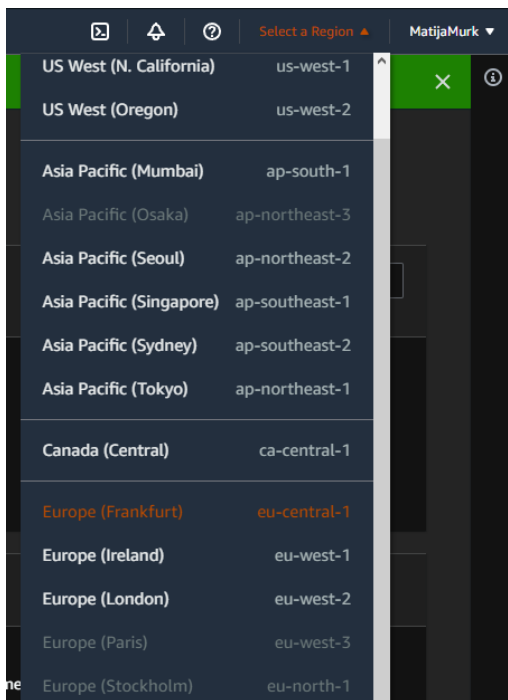 Select a Region ▲ MatijaMurk ▼
US West (N. California) us-west-1
US West (Oregon) us-west-2
Asia Pacific (Mumbai) ap-south-1
Asia Pacific (Osaka) ap-northeast-3
Asia Pacific (Seoul) ap-northeast-2
Asia Pacific (Singapore) ap-southeast-1
Asia Pacific (Sydney) ap-southeast-2
Asia Pacific (Tokyo) ap-northeast-1
Canada (Central) ca-central-1
Europe (Frankfurt) eu-central-1
Europe (Ireland) eu-west-1
Europe (London) eu-west-2
Europe (Paris) eu-west-3
ne Europe (Stockholm) eu-north-1